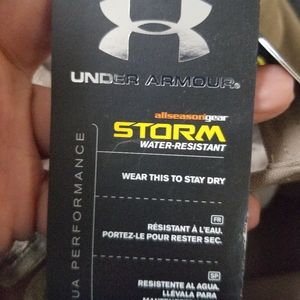 UNDER ARMOUR®
allseasongear
STORM
WATER-RESISTANT
WEAR THIS TO STAY DRY
FR
RÉSISTANT À L'EAU.
PORTEZ-LE POUR RESTER SEC.
SP
RESISTENTE AL AGUA.
LLÉVALA PARA
UA PERFORMANCE